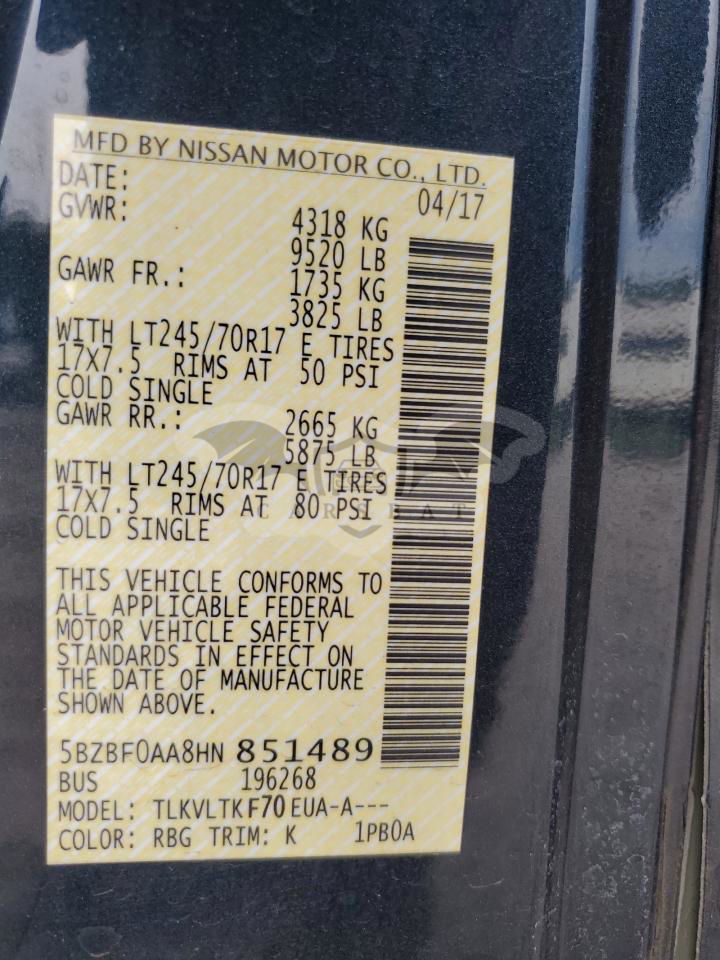 MFD BY NISSAN MOTOR CO., LTD.
DATE: 04/17
GVWR: 4318 KG
9520 LB
GAWR FR.: 1735 KG
3825 LB
WITH LT245/70R17 E TIRES
17X7.5 RIMS AT 50 PSI
COLD SINGLE
GAWR RR.: 2665 KG
5875 LB
WITH LT245/70R17 E TIRES
17X7.5 RIMS AT 80 PSI
COLD SINGLE
CARSBAT
THIS VEHICLE CONFORMS TO
ALL APPLICABLE FEDERAL
MOTOR VEHICLE SAFETY
STANDARDS IN EFFECT ON
THE DATE OF MANUFACTURE
SHOWN ABOVE.
5BZBF0AA8HN 851489
BUS 196268
MODEL: TLKVLTK F70 EUA-A---
COLOR: RBG TRIM: K 1PB0A